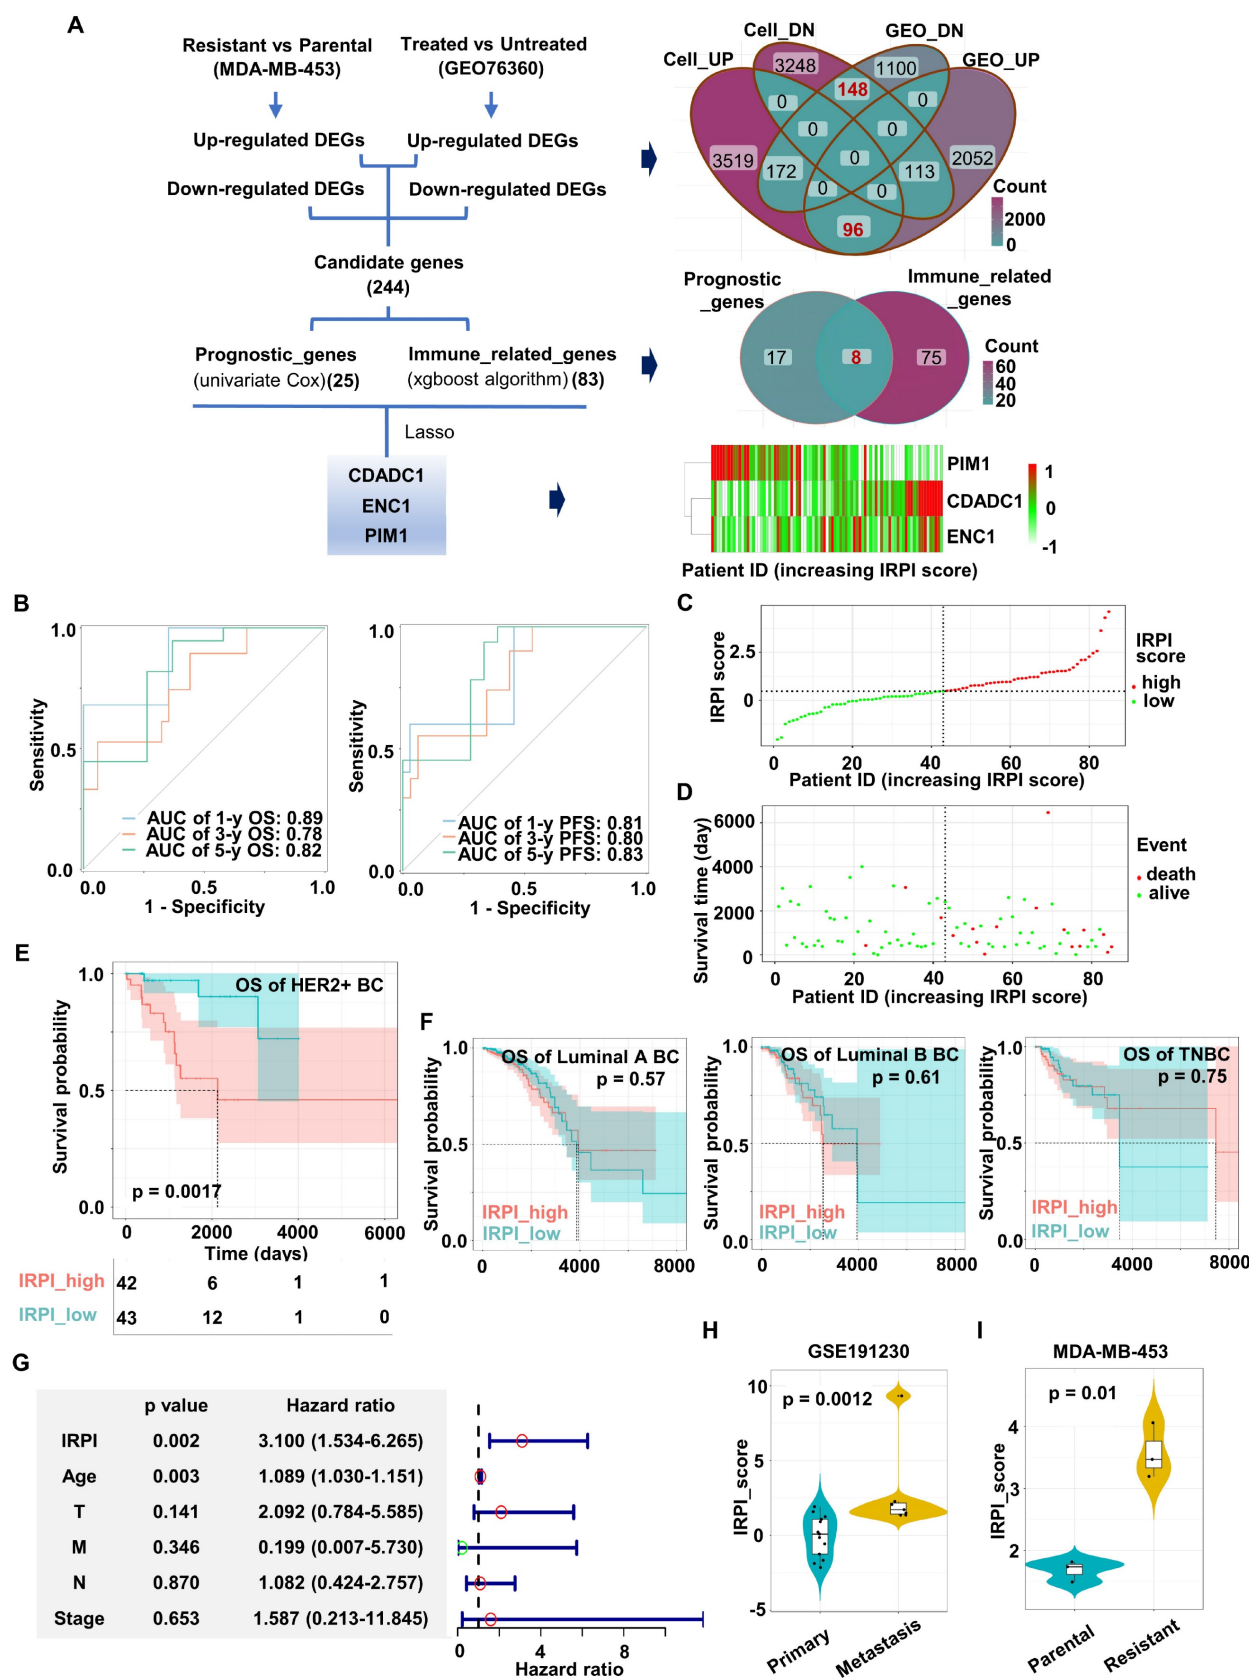 A
Resistant vs Parental
(MDA-MB-453)
Treated vs Untreated
(GEO76360)
Up-regulated DEGs
Up-regulated DEGs
Down-regulated DEGs
Down-regulated DEGs
Candidate genes
(244)
Prognostic_genes
(univariate Cox)(25)
Immune_related_genes
(xgboost algorithm)(83)
Lasso
CDADC1
ENC1
PIM1
Cell_UP
Cell_DN
GEO_DN
GEO_UP
3248
1100
148
0
0
0
0
3519
172
0
113
2052
0
0
96
Count
2000
0
Prognostic
_genes
Immune_related
_genes
17
8
75
Count
60
40
20
PIM1
CDADC1
ENC1
1
0
-1
Patient ID (increasing IRPI score)
B
Sensitivity
1.0
0.5
0.0
AUC of 1-y OS: 0.89
AUC of 3-y OS: 0.78
AUC of 5-y OS: 0.82
0.0
0.5
1.0
1 - Specificity
Sensitivity
1.0
0.5
0.0
AUC of 1-y PFS: 0.81
AUC of 3-y PFS: 0.80
AUC of 5-y PFS: 0.83
0.0
0.5
1.0
1 - Specificity
C
IRPI score
2.5
0
0
20
40
60
80
Patient ID (increasing IRPI score)
IRPI
score
high
low
D
Survival time (day)
6000
4000
2000
0
0
20
40
60
80
Patient ID (increasing IRPI score)
Event
death
alive
E
Survival probability
1.0
0.5
0.0
OS of HER2+ BC
p = 0.0017
0
2000
4000
6000
Time (days)
IRPI_high
42
6
1
1
IRPI_low
43
12
1
0
F
Survival probability
1.0
0.5
0.0
OS of Luminal A BC
p = 0.57
IRPI_high
IRPI_low
0
4000
8000
Survival probability
1.0
0.5
0.0
OS of Luminal B BC
p = 0.61
IRPI_high
IRPI_low
0
4000
8000
Survival probability
1.0
0.5
0.0
OS of TNBC
p = 0.75
IRPI_high
IRPI_low
0
4000
8000
G
p value
Hazard ratio
IRPI
0.002
3.100 (1.534-6.265)
Age
0.003
1.089 (1.030-1.151)
T
0.141
2.092 (0.784-5.585)
M
0.346
0.199 (0.007-5.730)
N
0.870
1.082 (0.424-2.757)
Stage
0.653
1.587 (0.213-11.845)
0
4
8
Hazard ratio
H
GSE191230
IRPI_score
10
5
0
-5
p = 0.0012
Primary
Metastasis
I
MDA-MB-453
IRPI_score
4
3
2
p = 0.01
Parental
Resistant